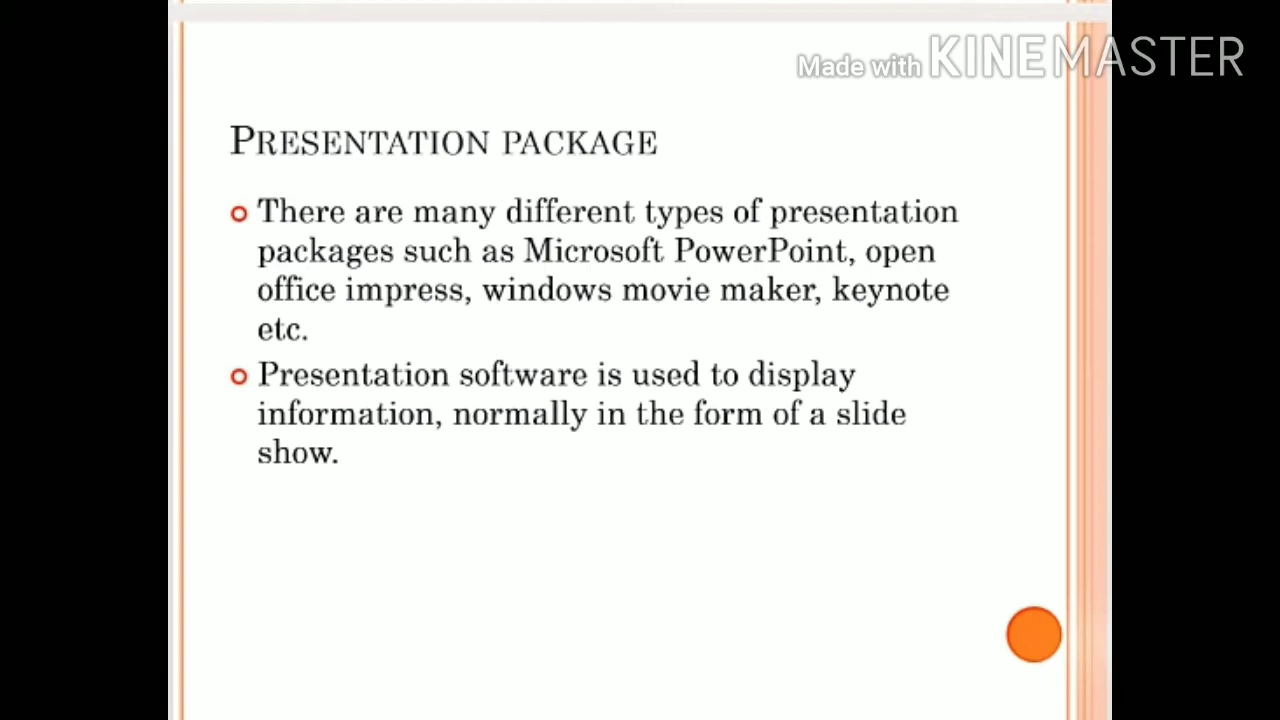 Made with KINEMASTER
PRESENTATION PACKAGE
There are many different types of presentation
packages such as Microsoft PowerPoint, open
office impress, windows movie maker, keynote
etc.
Presentation software is used to display
information, normally in the form of a slide
show.